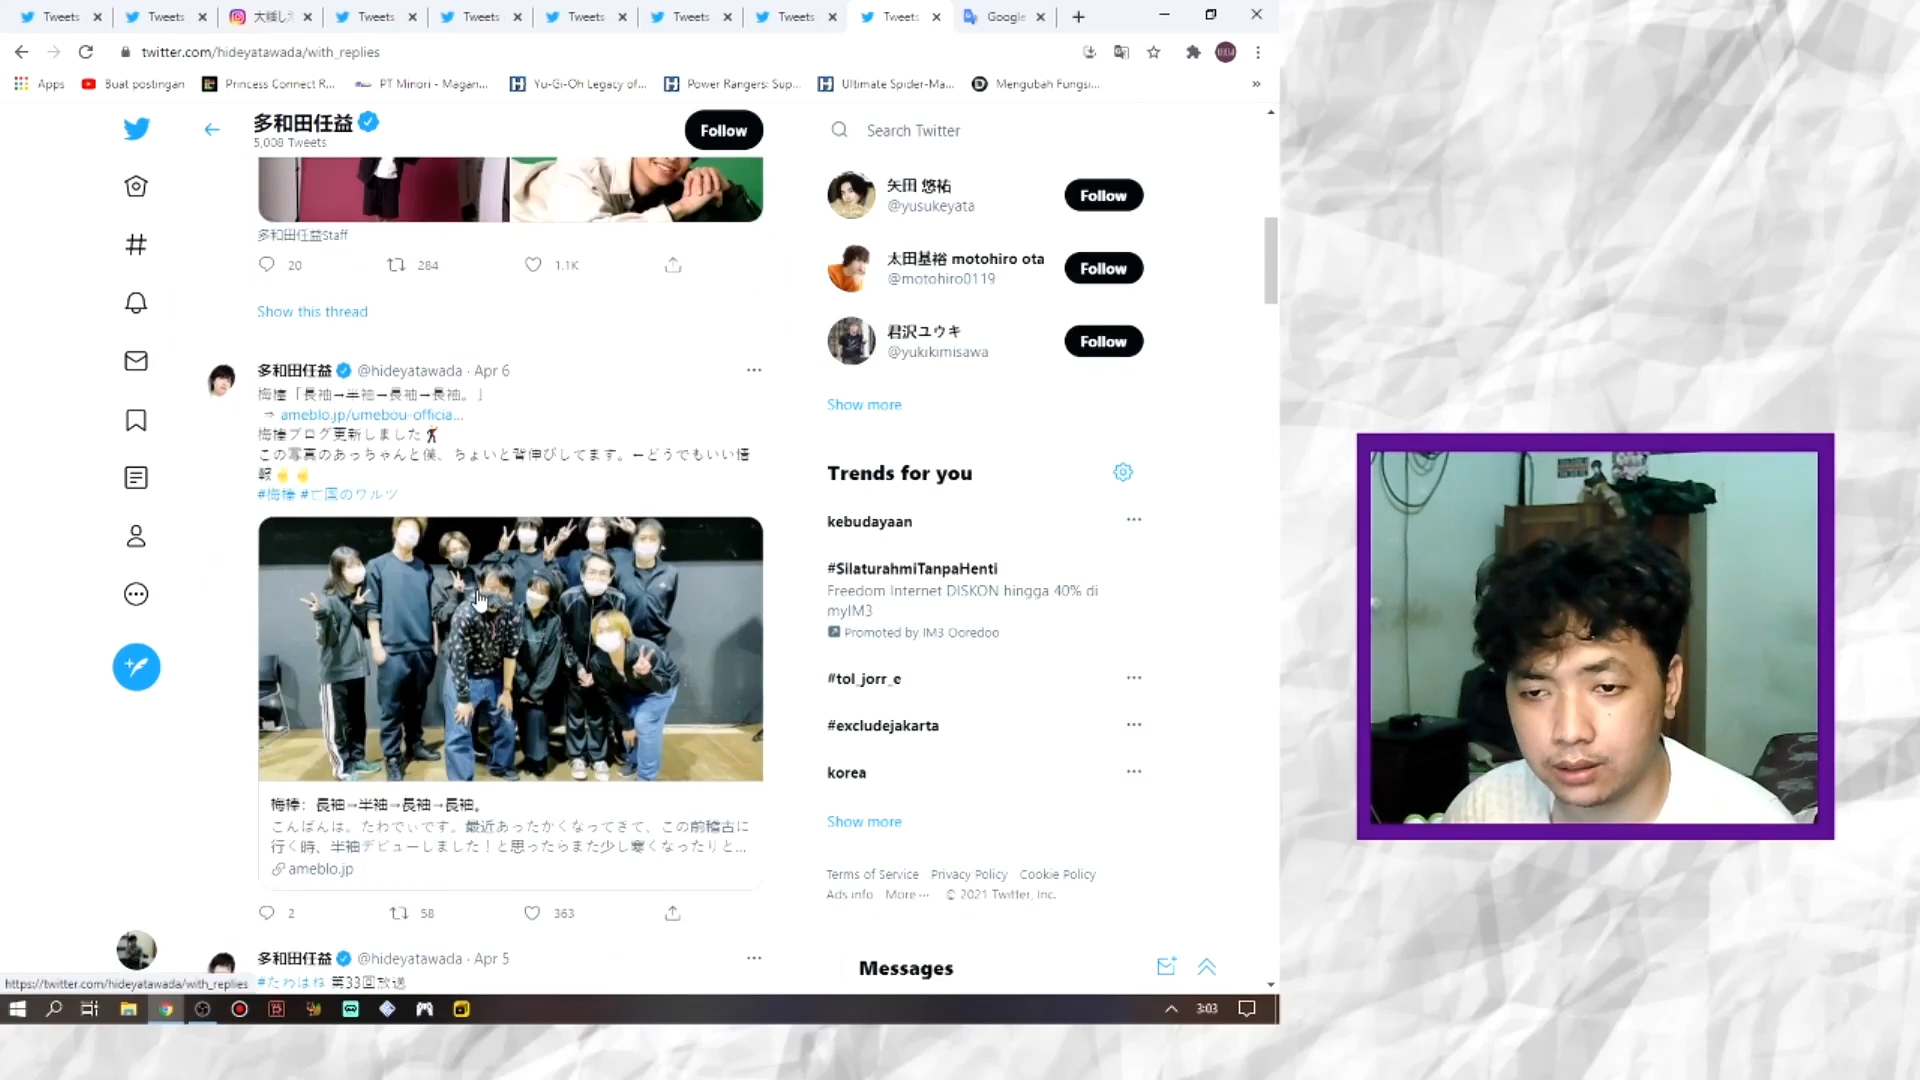 Tweets
Tweets
Tweets
Tweets
Tweets
Tweets
Tweets
Tweets
Google
twitter.com/hideyatawada/with_replies
Apps
Buat postingan
Princess Connect R...
PT Minori - Magan...
Yu-Gi-Oh Legacy of...
Power Rangers: Sup...
Ultimate Spider-Ma...
Mengubah Fungsi...
»
多和田任益
5,008 Tweets
Follow
多和田任益Staff
20 284 1.1K
Show this thread
多和田任益 @hideyatawada · Apr 6
梅棒「長袖→半袖→長袖→長袖。」
⇒ ameblo.jp/umebou-officia...
梅棒ブログ更新しました
この写真のあっちゃんと僕、ちょいと背伸びしてます。←どうでもいい情
報
#梅棒 #亡国のワルツ
梅棒：長袖→半袖→長袖→長袖。
こんばんは。たわでぃです。最近あったかくなってきて、この前稽古に
行く時、半袖デビューしました！と思ったらまた少し寒くなったりと...
ameblo.jp
2 58 363
多和田任益 @hideyatawada · Apr 5
#たわはね 第33回放送
https://twitter.com/hideyatawada/with_replies
Search Twitter
矢田 悠祐
@yusukeyata
Follow
太田基裕 motohiro ota
@motohiro0119
Follow
君沢ユウキ
@yukikimisawa
Follow
Show more
Trends for you
kebudayaan
#SilaturahmiTanpaHenti
Freedom Internet DISKON hingga 40% di
myIM3
Promoted by IM3 Ooredoo
#tol_jorr_e
#excludejakarta
korea
Show more
Terms of Service Privacy Policy Cookie Policy
Ads info More ··· © 2021 Twitter, Inc.
Messages
3:03